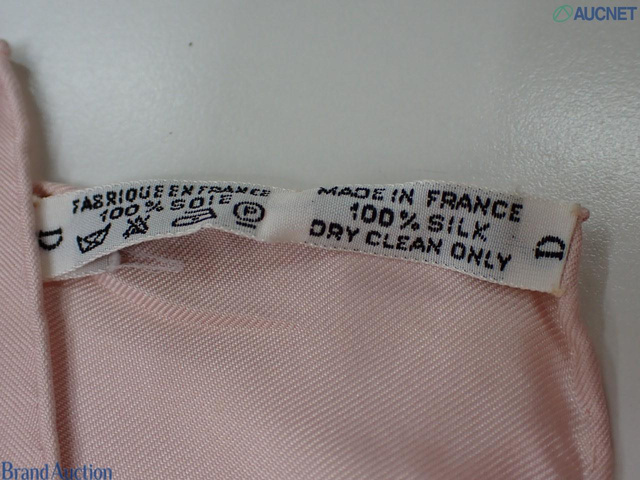 AUCNET
FABRIQUE EN FRANCE
100% SOIE
D
P
MADE IN FRANCE
100% SILK
DRY CLEAN ONLY
D
Brand Auction